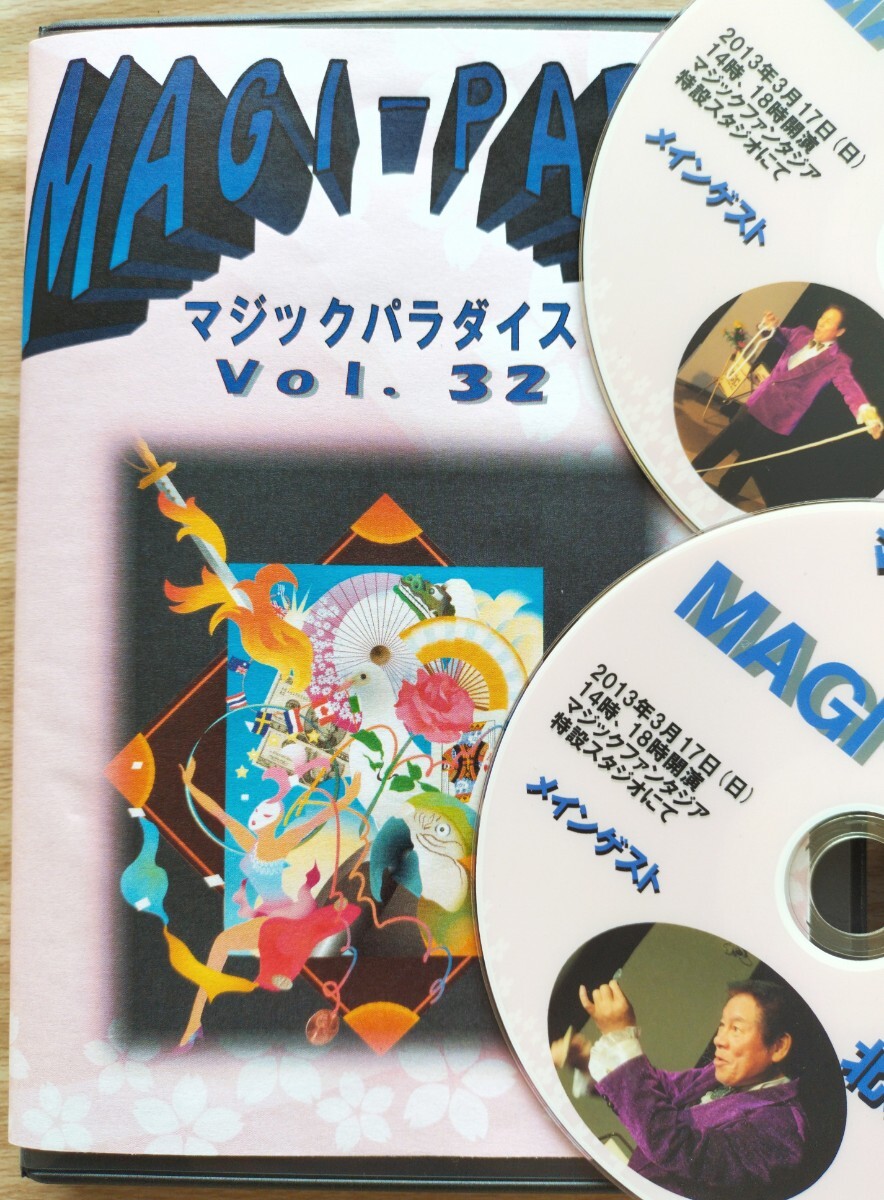 MAGI-PA
マジックパラダイス
Vol. 32
2013年3月17日(日)
14時、18時開演
マジックファンタジア
特設スタジオにて
メインゲスト
MAGI
2013年3月17日(日)
14時、18時開演
マジックファンタジア
特設スタジオにて
メインゲスト
北